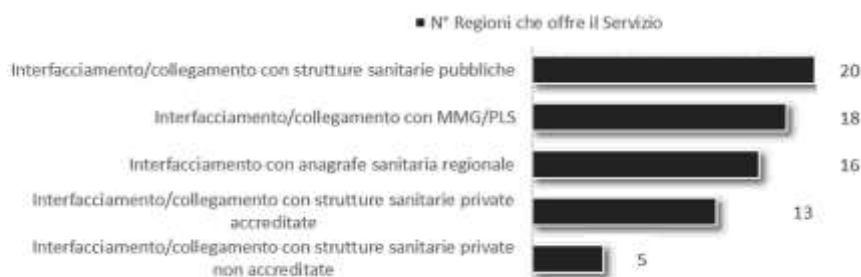 N° Regioni che offre il Servizio
Interfacciamento/collegamento con strutture sanitarie pubbliche
20
Interfacciamento/collegamento con MMG/PLS
18
Interfacciamento con anagrafe sanitaria regionale
16
Interfacciamento/collegamento con strutture sanitarie private
accreditate
13
Interfacciamento/collegamento con strutture sanitarie private
non accreditate
5